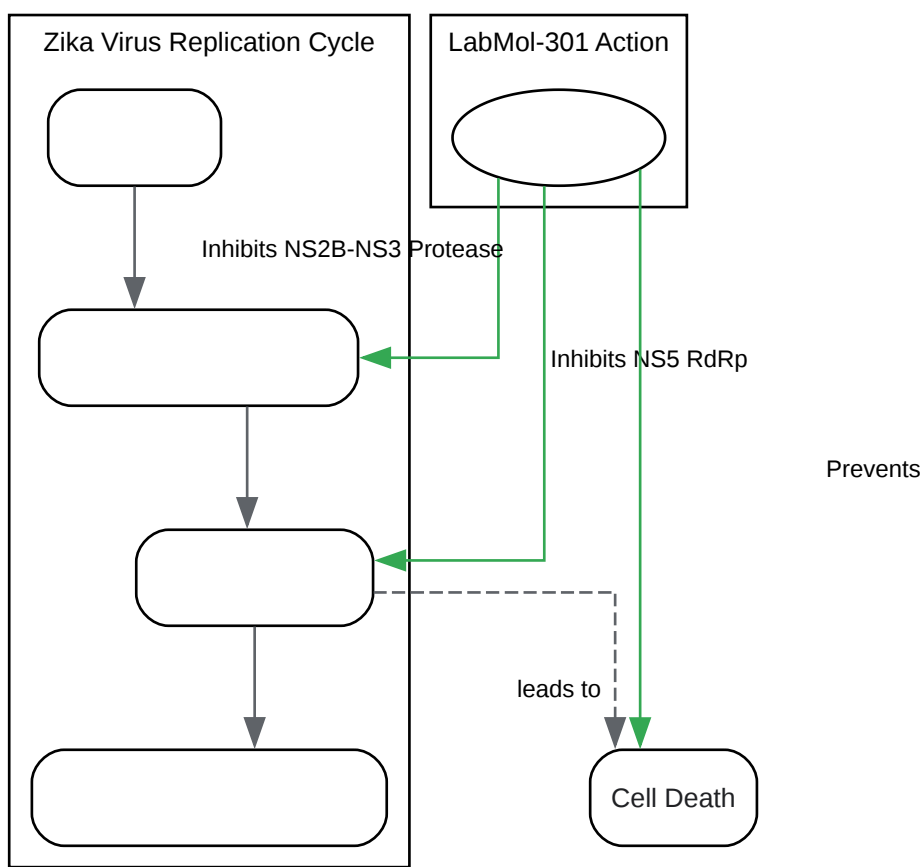 Zika Virus Replication Cycle
LabMol-301 Action
Inhibits NS2B-NS3 Protease
Inhibits NS5 RdRp
Prevents
leads to
Cell Death